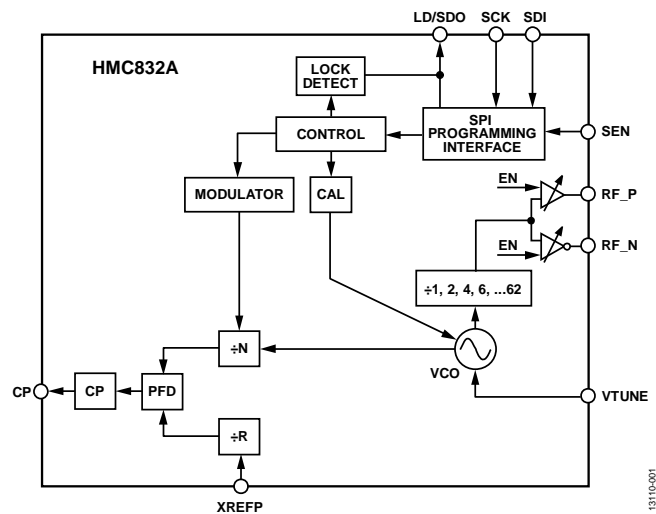 LD/SDO SCK SDI
HMC832A
LOCK
DETECT
CONTROL
SPI
PROGRAMMING
INTERFACE
SEN
MODULATOR
CAL
EN
RF_P
EN
RF_N
÷1, 2, 4, 6, ...62
÷N
VCO
CP
CP
PFD
VTUNE
÷R
XREFP
13110-001